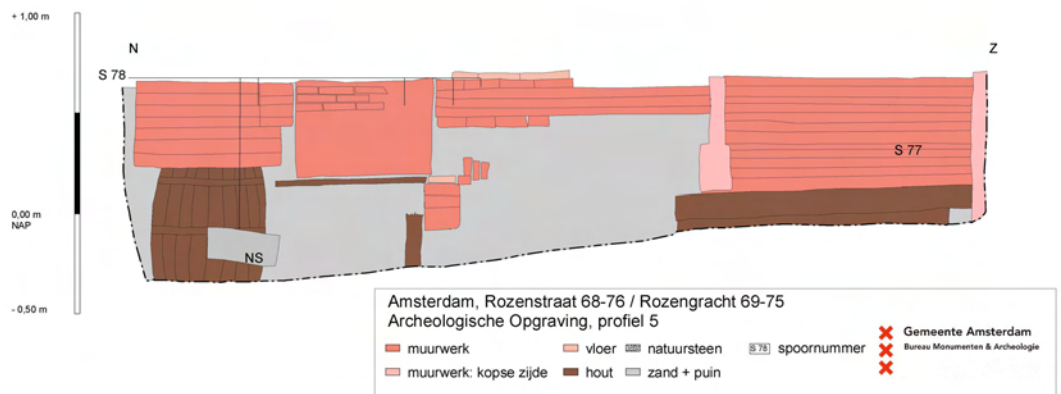 + 1,00 m
N
Z
S 78
S 77
0,00 m
NAP
NS
- 0,50 m
Amsterdam, Rozenstraat 68-76 / Rozengracht 69-75
Archeologische Opgraving, profiel 5
muurwerk
vloer
natuursteen
S 78 spoornummer
muurwerk: kopse zijde
hout
zand + puin
Gemeente Amsterdam
Bureau Monumenten & Archeologie